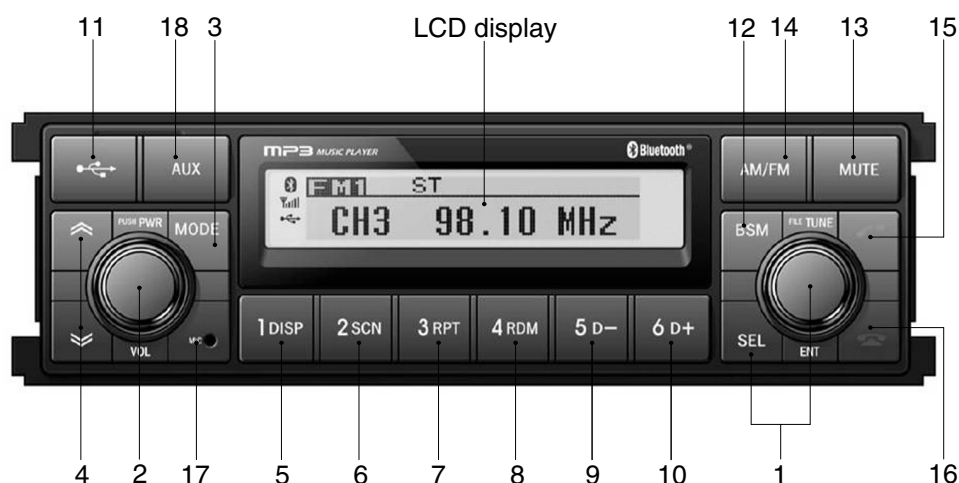 11 18 3 LCD display 12 14 13 15
MP3 MUSIC PLAYER Bluetooth®
AUX AM/FM MUTE
FM1 ST
PUSH PWR MODE BSM FILE TUNE
CH3 98.10 MHz
1 DISP 2 SCN 3 RPT 4 RDM 5 D− 6 D+
VOL MIC SEL ENT
4 2 17 5 6 7 8 9 10 1 16